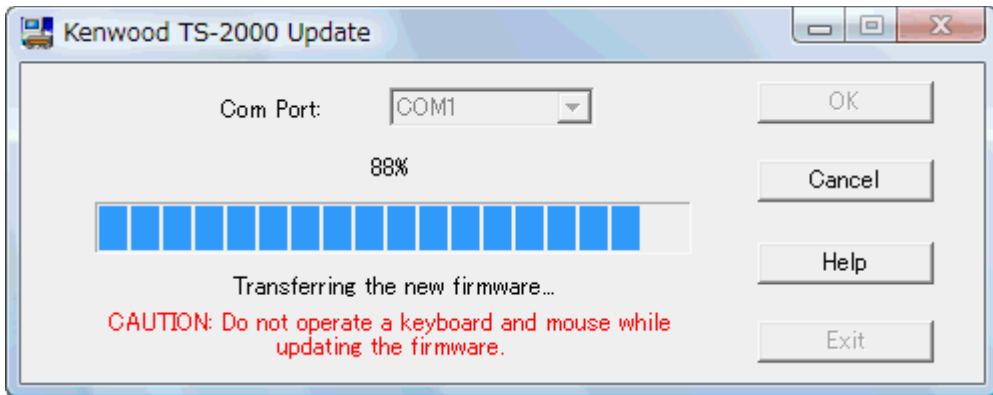 Kenwood TS-2000 Update
Com Port:
COM1
OK
88%
Cancel
Help
Transferring the new firmware...
CAUTION: Do not operate a keyboard and mouse while
updating the firmware.
Exit